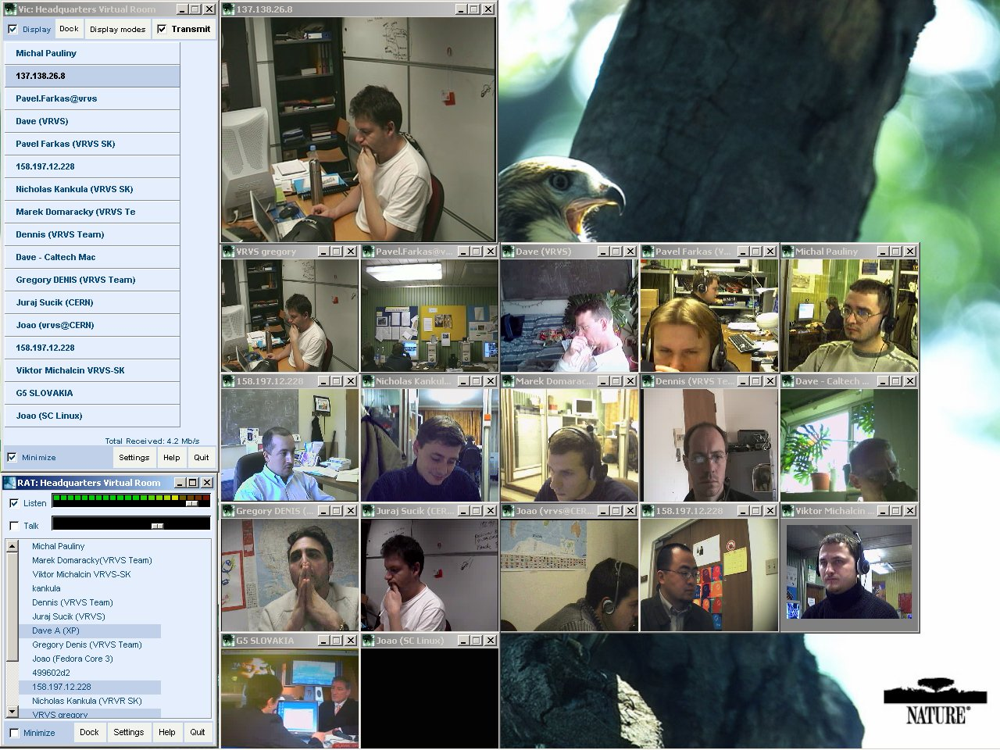 Vic: Headquarters Virtual Room
Display
Dock
Display modes
Transmit
Michal Pauliny
137.138.26.8
Pavel.Farkas@vrvs
Dave (VRVS)
Pavel Farkas (VRVS SK)
158.197.12.228
Nicholas Kankula (VRVS SK)
Marek Domaracky (VRVS Te
Dennis (VRVS Team)
Dave - Caltech Mac
Gregory DENIS (VRVS Team)
Juraj Sucik (CERN)
Joao (vrvs@CERN)
158.197.12.228
Viktor Michalcin VRVS-SK
G5 SLOVAKIA
Joao (SC Linux)
Total Received: 4.2 Mb/s
Minimize
Settings
Help
Quit
RAT: Headquarters Virtual Room
Listen
Talk
Michal Pauliny
Marek Domaracky(VRVS Team)
Viktor Michalcin VRVS-SK
kankula
Dennis (VRVS Team)
Juraj Sucik (VRVS)
Dave A (XP)
Gregory Denis (VRVS Team)
Joao (Fedora Core 3)
499602d2
158.197.12.228
Nicholas Kankula (VRVR SK)
VRVS gregory
Minimize
Dock
Settings
Help
Quit
137.138.26.8
VRVS gregory
Pavel.Farkas@v...
Dave (VRVS)
Pavel Farkas (V...
Michal Pauliny
158.197.12.228
Nicholas Kankul...
Marek Domarac...
Dennis (VRVS Te...
Dave - Caltech ...
Gregory DENIS (...
Juraj Sucik (CER...
Joao (vrvs@CER...
158.197.12.228
Viktor Michalcin ...
G5 SLOVAKIA
Joao (SC Linux)
NATURE®